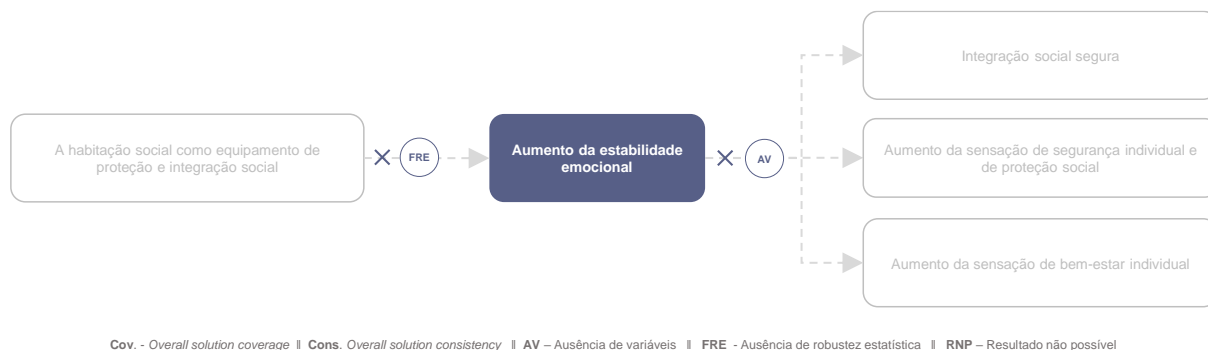 A habitação social como equipamento de
proteção e integração social
FRE
Aumento da estabilidade
emocional
AV
Integração social segura
Aumento da sensação de segurança individual e
de proteção social
Aumento da sensação de bem-estar individual
Cov. - Overall solution coverage || Cons. Overall solution consistency || AV – Ausência de variáveis || FRE - Ausência de robustez estatística || RNP – Resultado não possível